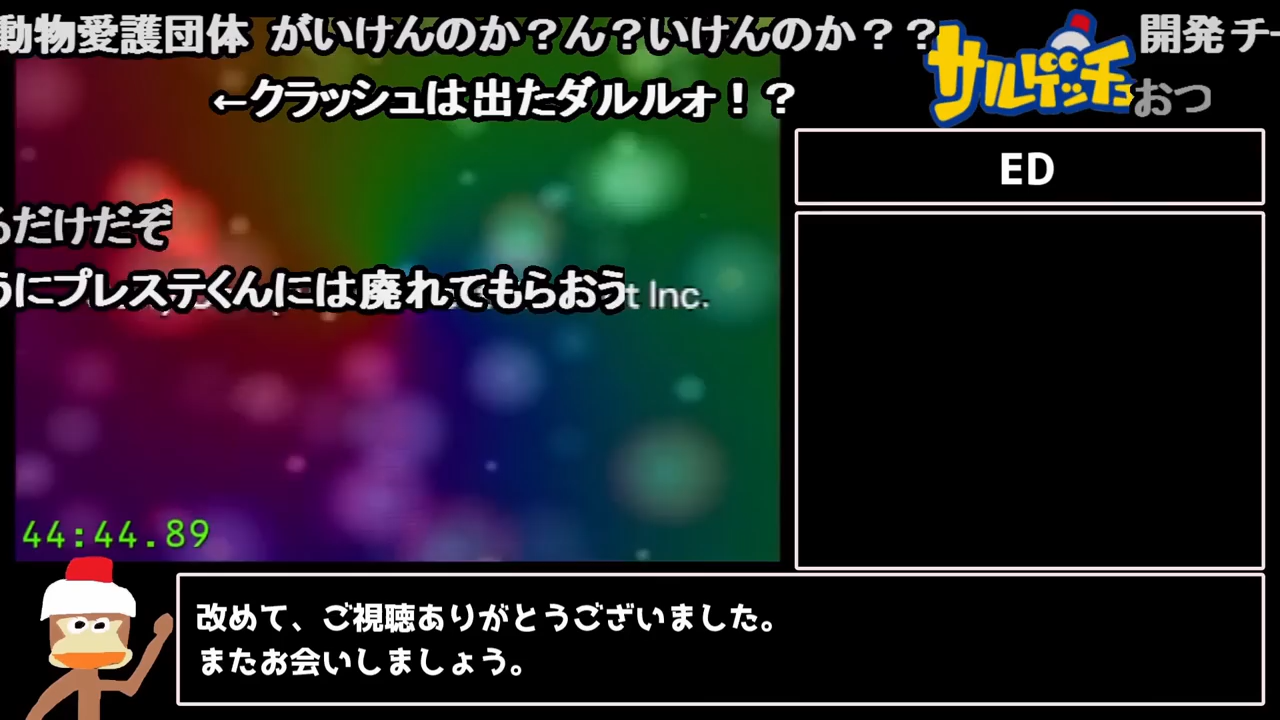 動物愛護団体 がいけんのか？ん？いけんのか？？
サルゲッチュ
開発チー
←クラッシュは出たダルルォ！？
おつ
ED
るだけだぞ
うにプレステくんには廃れてもらおう
t Inc.
44:44.89
改めて、ご視聴ありがとうございました。
またお会いしましょう。